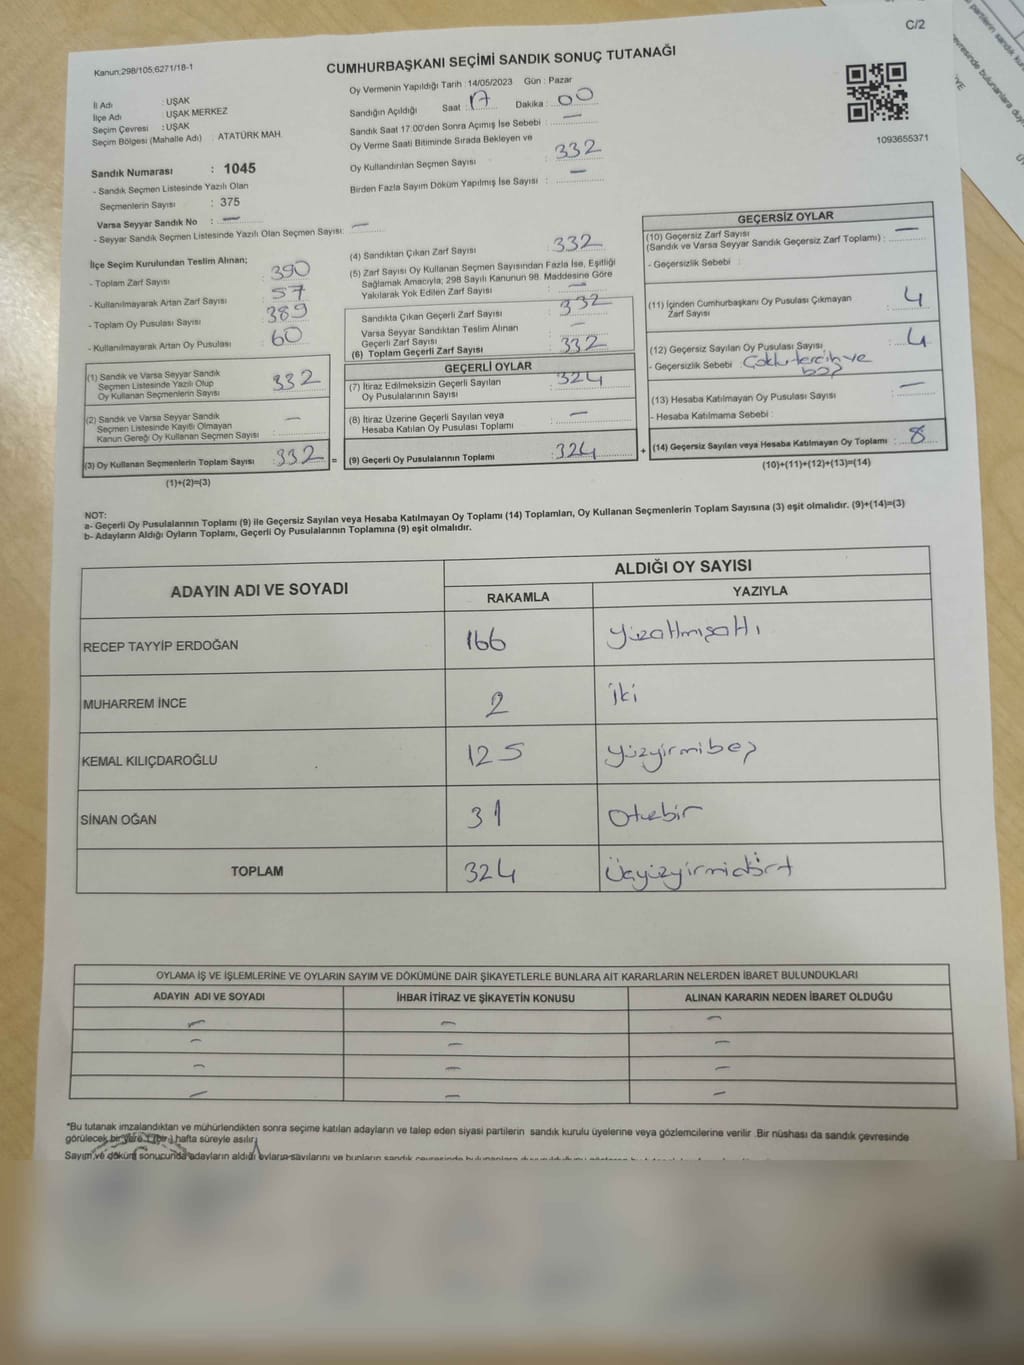 C/2
Kanun:298/105,6271/18-1
CUMHURBAŞKANI SEÇİMİ SANDIK SONUÇ TUTANAĞI
İl Adı : UŞAK
İlçe Adı : UŞAK MERKEZ
Seçim Çevresi : UŞAK
Seçim Bölgesi (Mahalle Adı) : ATATÜRK MAH.
Sandık Numarası : 1045
- Sandık Seçmen Listesinde Yazılı Olan
Seçmenlerin Sayısı : 375
Varsa Seyyar Sandık No : —
- Seyyar Sandık Seçmen Listesinde Yazılı Olan Seçmen Sayısı: —
Oy Vermenin Yapıldığı Tarih : 14/05/2023 Gün : Pazar
Sandığın Açıldığı Saat : 17 Dakika : 00
Sandık Saat 17:00'den Sonra Açımış İse Sebebi : —
Oy Verme Saati Bitiminde Sırada Bekleyen ve
Oy Kullandırılan Seçmen Sayısı : 332
Birden Fazla Sayım Döküm Yapılmış İse Sayısı : —
1093655371
İlçe Seçim Kurulundan Teslim Alınan;
- Toplam Zarf Sayısı : 390
- Kullanılmayarak Artan Zarf Sayısı : 57
- Toplam Oy Pusulası Sayısı : 389
- Kullanılmayarak Artan Oy Pusulası : 60
(1) Sandık ve Varsa Seyyar Sandık
Seçmen Listesinde Yazılı Olup
Oy Kullanan Seçmenlerin Sayısı : 332
(2) Sandık ve Varsa Seyyar Sandık
Seçmen Listesinde Kayıtlı Olmayan
Kanun Gereği Oy Kullanan Seçmen Sayısı : —
(3) Oy Kullanan Seçmenlerin Toplam Sayısı : 332 =
(1)+(2)=(3)
(4) Sandıktan Çıkan Zarf Sayısı : 332
(5) Zarf Sayısı Oy Kullanan Seçmen Sayısından Fazla İse, Eşitliği
Sağlamak Amacıyla; 298 Sayılı Kanunun 98. Maddesine Göre
Yakılarak Yok Edilen Zarf Sayısı : —
Sandıkta Çıkan Geçerli Zarf Sayısı : 332
Varsa Seyyar Sandıktan Teslim Alınan
Geçerli Zarf Sayısı : —
(6) Toplam Geçerli Zarf Sayısı : 332
GEÇERLİ OYLAR
(7) İtiraz Edilmeksizin Geçerli Sayılan
Oy Pusulalarının Sayısı : 324
(8) İtiraz Üzerine Geçerli Sayılan veya
Hesaba Katılan Oy Pusulaları Toplamı : —
(9) Geçerli Oy Pusulalarının Toplamı : 324 +
GEÇERSİZ OYLAR
(10) Geçersiz Zarf Sayısı
(Sandık ve Varsa Seyyar Sandık Geçersiz Zarf Toplamı) : —
- Geçersizlik Sebebi :
(11) İçinden Cumhurbaşkanı Oy Pusulası Çıkmayan
Zarf Sayısı : 4
(12) Geçersiz Sayılan Oy Pusulası Sayısı : 4
- Geçersizlik Sebebi : Çoklu tercih ve
boş
(13) Hesaba Katılmayan Oy Pusulası Sayısı : —
- Hesaba Katılmama Sebebi :
(14) Geçersiz Sayılan veya Hesaba Katılmayan Oy Toplamı : 8
(10)+(11)+(12)+(13)=(14)
NOT:
a- Geçerli Oy Pusulalarının Toplamı (9) ile Geçersiz Sayılan veya Hesaba Katılmayan Oy Toplamı (14) Toplamları, Oy Kullanan Seçmenlerin Toplam Sayısına (3) eşit olmalıdır. (9)+(14)=(3)
b- Adayların Aldığı Oyların Toplamı, Geçerli Oy Pusulalarının Toplamına (9) eşit olmalıdır.
ADAYIN ADI VE SOYADI ALDIĞI OY SAYISI
RAKAMLA YAZIYLA
RECEP TAYYİP ERDOĞAN 166 Yüzatmışaltı
MUHARREM İNCE 2 İki
KEMAL KILIÇDAROĞLU 125 Yüzyirmibeş
SİNAN OĞAN 31 Otuzbir
TOPLAM 324 Üçyüzyirmidört
OYLAMA İŞ VE İŞLEMLERİNE VE OYLARIN SAYIM VE DÖKÜMÜNE DAİR ŞİKAYETLERLE BUNLARA AİT KARARLARIN NELERDEN İBARET BULUNDUKLARI
ADAYIN ADI VE SOYADI İHBAR İTİRAZ VE ŞİKAYETİN KONUSU ALINAN KARARIN NEDEN İBARET OLDUĞU
— — —
— — —
— — —
— — —
*Bu tutanak imzalandıktan ve mühürlendikten sonra seçime katılan adayların ve talep eden siyasi partilerin sandık kurulu üyelerine veya gözlemcilerine verilir. Bir nüshası da sandık çevresinde
görülecek bir yere 1 (bir) hafta süreyle asılır.
Sayım ve döküm sonucunda adayların aldığı oyların sayılarını ve bunların sandık çevresinde